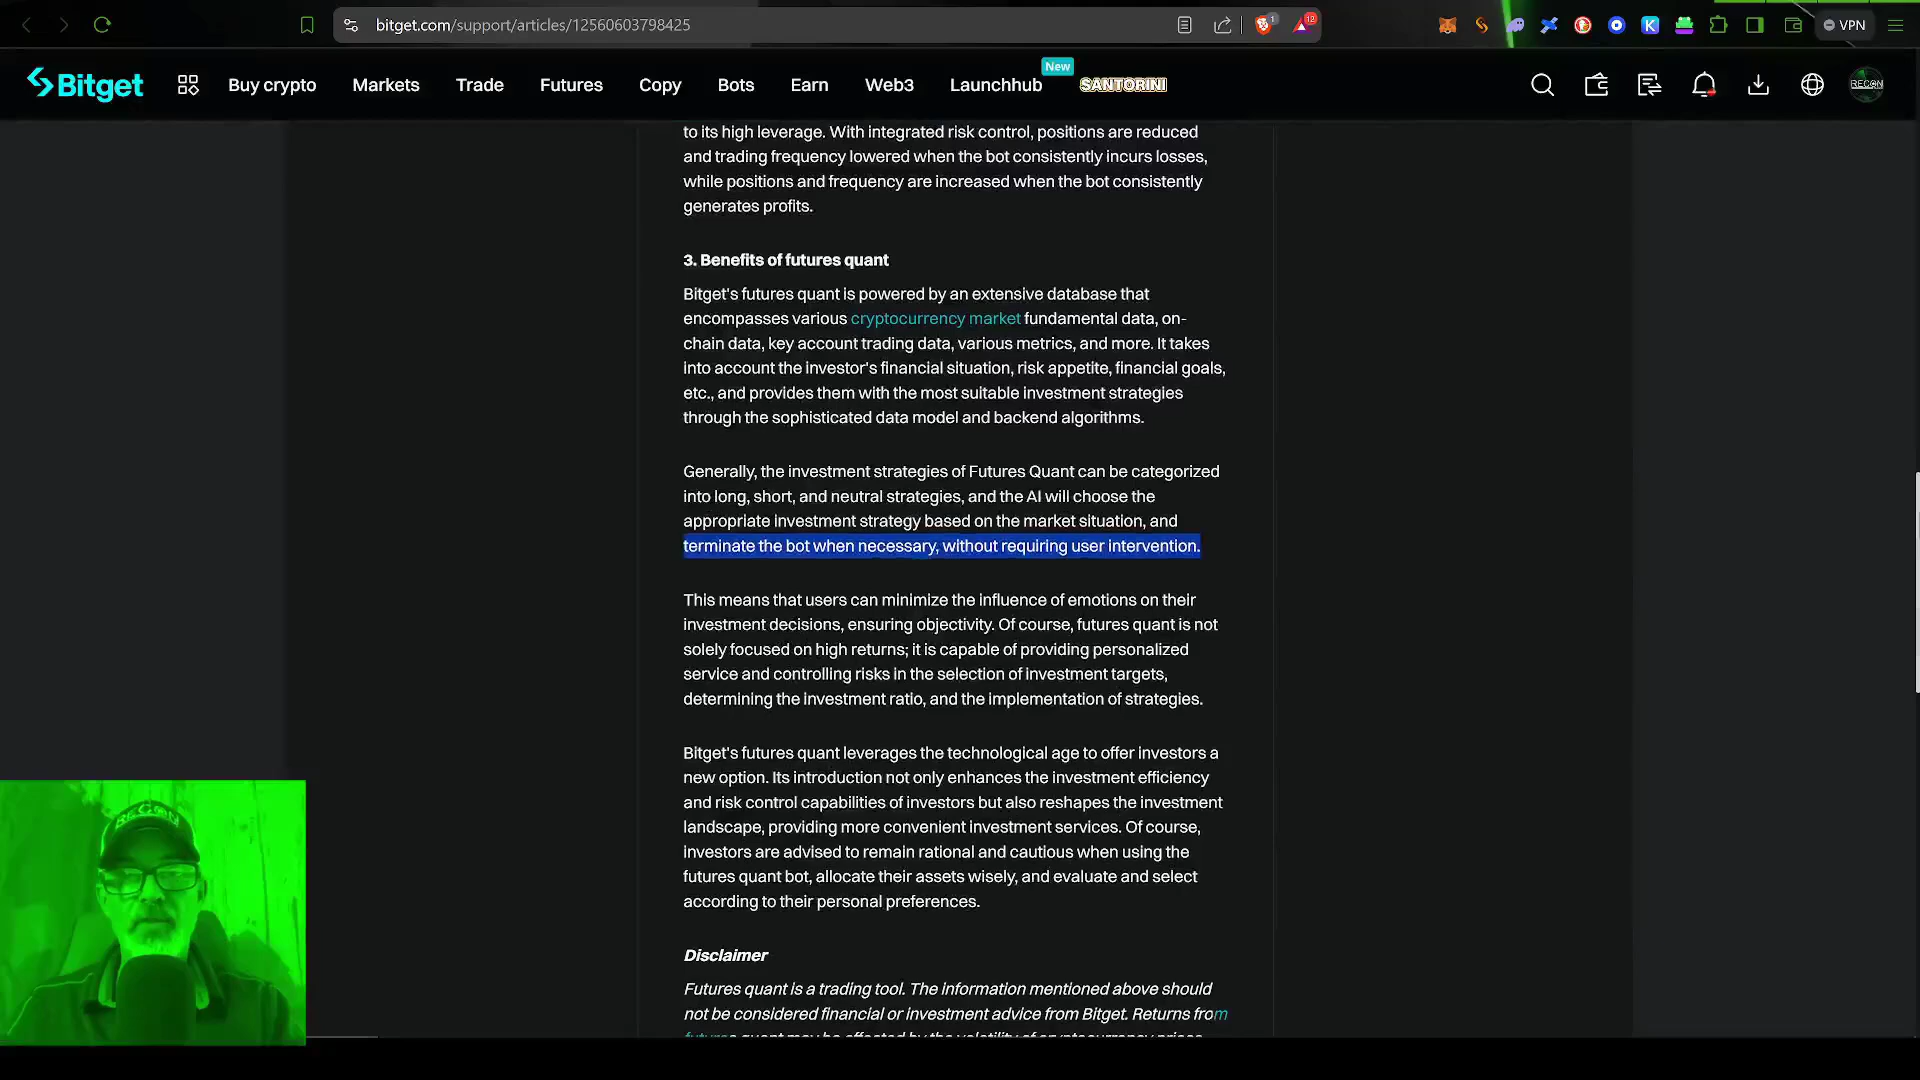 bitget.com/support/articles/12560603798425
1
12
K
VPN
Bitget
Buy crypto
Markets
Trade
Futures
Copy
Bots
Earn
Web3
Launchhub
New
SANTORINI
RECON
to its high leverage. With integrated risk control, positions are reduced
and trading frequency lowered when the bot consistently incurs losses,
while positions and frequency are increased when the bot consistently
generates profits.
3. Benefits of futures quant
Bitget's futures quant is powered by an extensive database that
encompasses various cryptocurrency market fundamental data, on-
chain data, key account trading data, various metrics, and more. It takes
into account the investor's financial situation, risk appetite, financial goals,
etc., and provides them with the most suitable investment strategies
through the sophisticated data model and backend algorithms.
Generally, the investment strategies of Futures Quant can be categorized
into long, short, and neutral strategies, and the AI will choose the
appropriate investment strategy based on the market situation, and
terminate the bot when necessary, without requiring user intervention.
This means that users can minimize the influence of emotions on their
investment decisions, ensuring objectivity. Of course, futures quant is not
solely focused on high returns; it is capable of providing personalized
service and controlling risks in the selection of investment targets,
determining the investment ratio, and the implementation of strategies.
Bitget's futures quant leverages the technological age to offer investors a
new option. Its introduction not only enhances the investment efficiency
and risk control capabilities of investors but also reshapes the investment
landscape, providing more convenient investment services. Of course,
investors are advised to remain rational and cautious when using the
futures quant bot, allocate their assets wisely, and evaluate and select
according to their personal preferences.
Disclaimer
Futures quant is a trading tool. The information mentioned above should
not be considered financial or investment advice from Bitget. Returns from
futures quant may be affected by the volatility of cryptocurrency prices
RECON